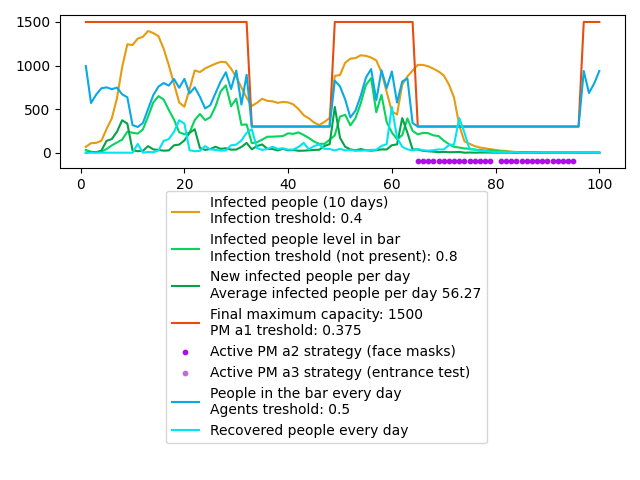 1500
1000
500
0
0
20
40
60
80
100
Infected people (10 days)
Infection treshold: 0.4
Infected people level in bar
Infection treshold (not present): 0.8
New infected people per day
Average infected people per day 56.27
Final maximum capacity: 1500
PM a1 treshold: 0.375
Active PM a2 strategy (face masks)
Active PM a3 strategy (entrance test)
People in the bar every day
Agents treshold: 0.5
Recovered people every day